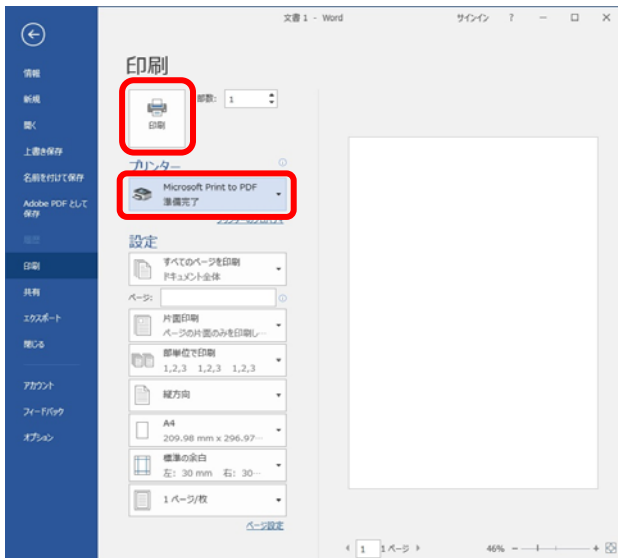 文書 1 - Word
サインイン ? — □ ×
情報
新規
開く
上書き保存
名前を付けて保存
Adobe PDF として
保存
印刷
共有
エクスポート
閉じる
アカウント
フィードバック
オプション
印刷
印刷
部数: 1
プリンター
Microsoft Print to PDF
準備完了
設定
すべてのページを印刷
ドキュメント全体
ページ:
片面印刷
ページの片面のみを印刷し…
部単位で印刷
1,2,3 1,2,3 1,2,3
縦方向
A4
209.98 mm x 296.97…
標準の余白
左: 30 mm 右: 30…
1 ページ/枚
ページ設定
1 1 ページ
46% - +